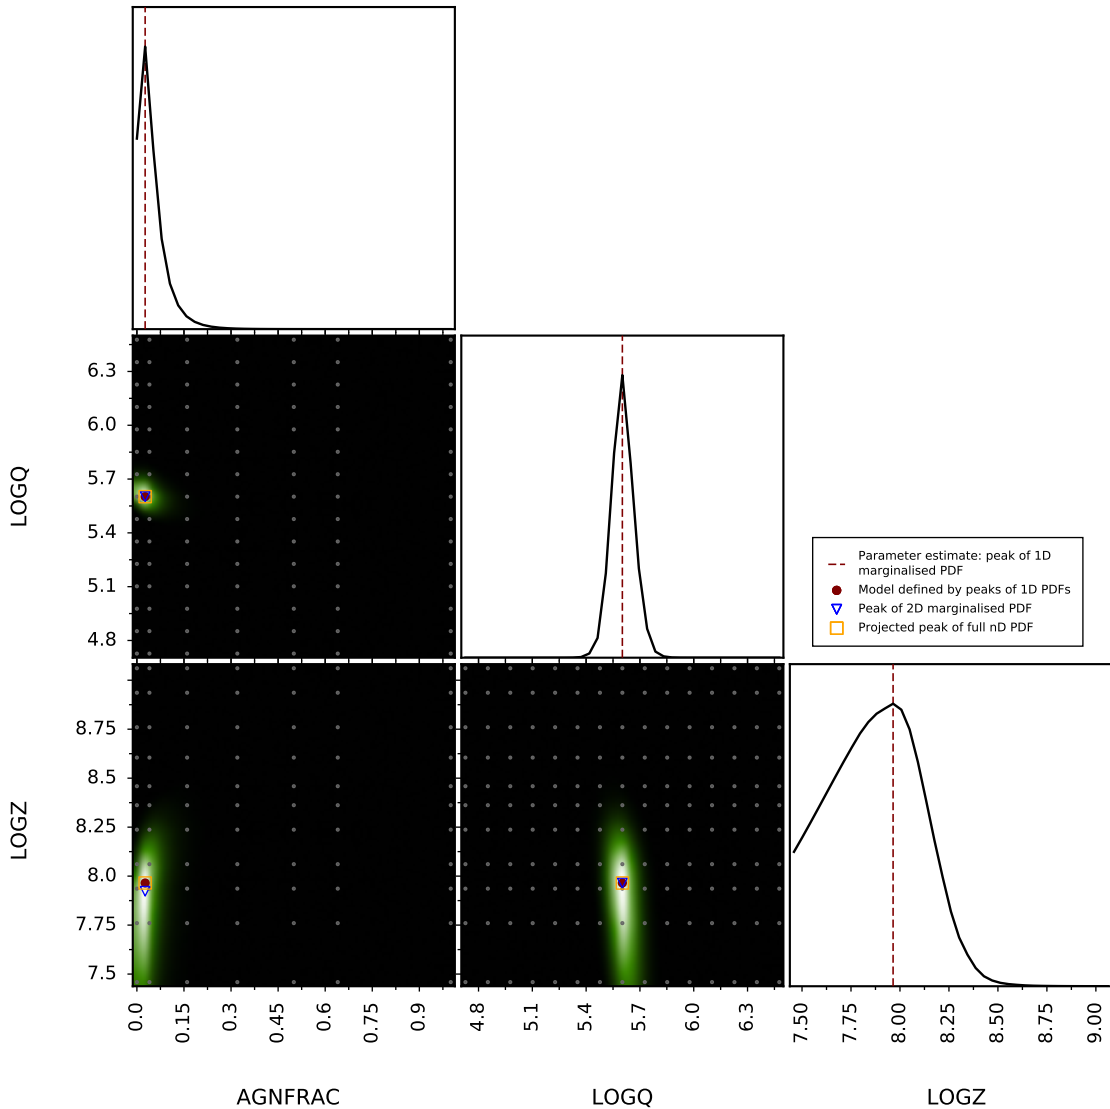 6.3
6.0
5.7
5.4
5.1
4.8
LOGQ
Parameter estimate: peak of 1D
marginalised PDF
Model defined by peaks of 1D PDFs
Peak of 2D marginalised PDF
Projected peak of full nD PDF
8.75
8.5
8.25
8.0
7.75
7.5
LOGZ
0.0 0.15 0.3 0.45 0.6 0.75 0.9
4.8 5.1 5.4 5.7 6.0 6.3
7.50 7.75 8.00 8.25 8.50 8.75 9.00
AGNFRAC LOGQ LOGZ